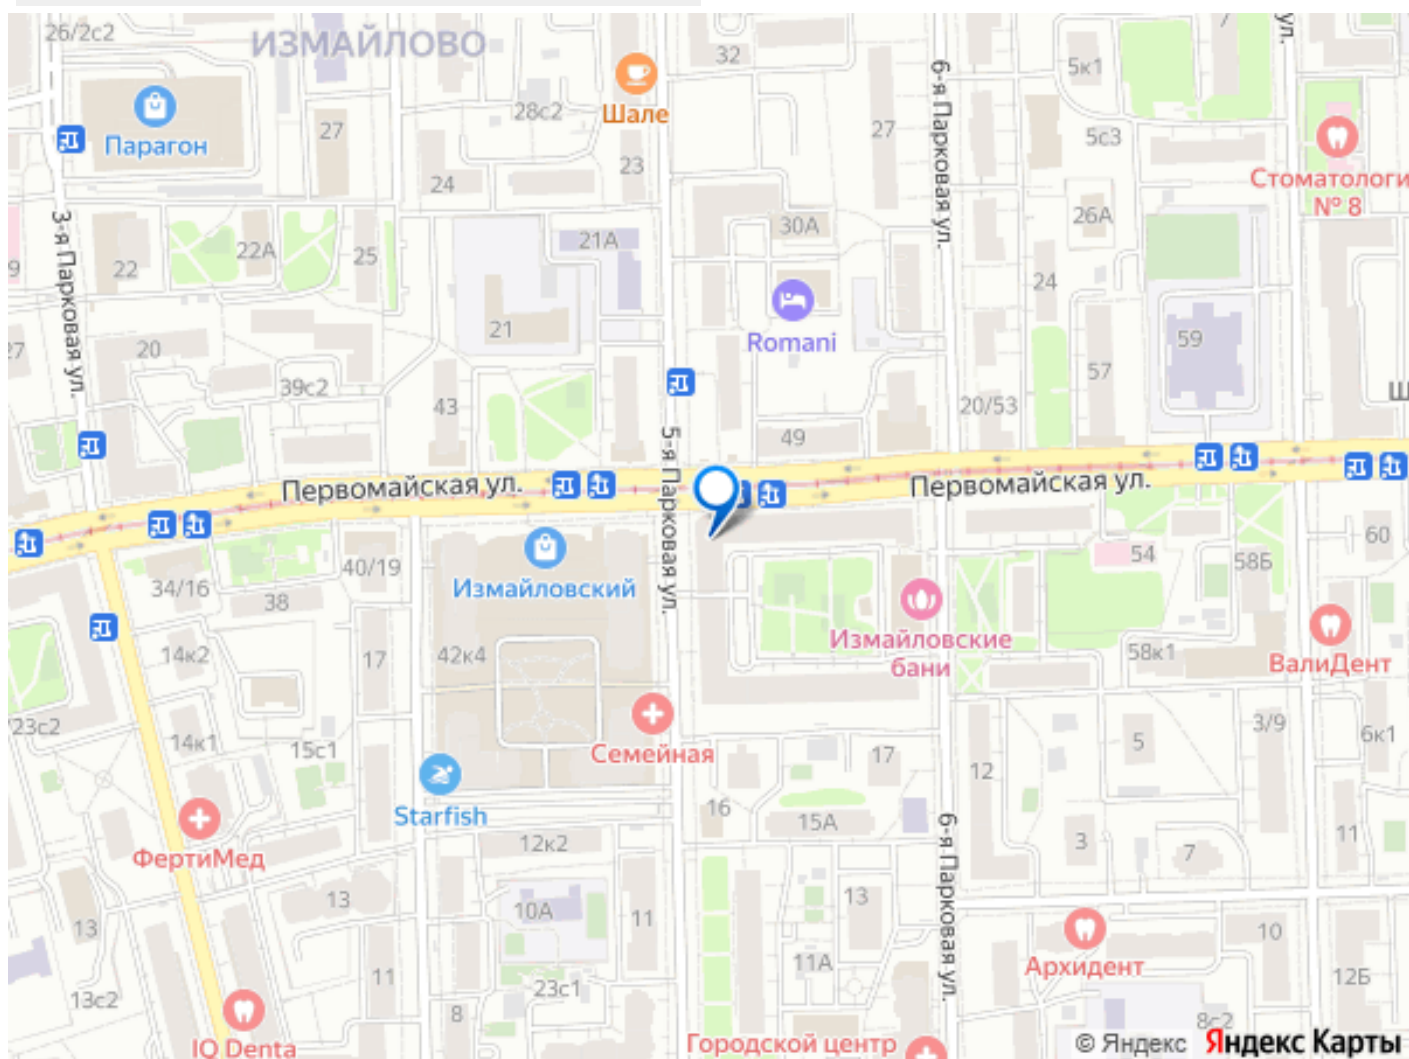 26/2с2
ИЗМАЙЛОВО
32
7
ул.
6-я Парковая ул.
5к1
Шале
28с2
27
27
5с3
Парагон
23
Стоматологи
№ 8
24
3-я Парковая ул.
30А
26А
22А
21А
25
9
22
24
21
Romani
59
27
20
57
39с2
43
20/53
Ш
49
5-я Парковая ул.
Первомайская ул.
Первомайская ул.
60
54
58Б
40/19
Измайловский
34/16
38
Измайловские
бани
14к2
17
42к4
58к1
ВалиДент
23с2
14к1
15с1
Семейная
17
12
5
3/9
6к1
Starfish
16
15А
6-я Парковая ул.
12к2
3
7
11
ФертиМед
13
10А
11
13
13
10
Архидент
11А
11
12Б
13с2
23с1
8
8с2
IQ Denta
Городской центр
© Яндекс Яндекс Карты